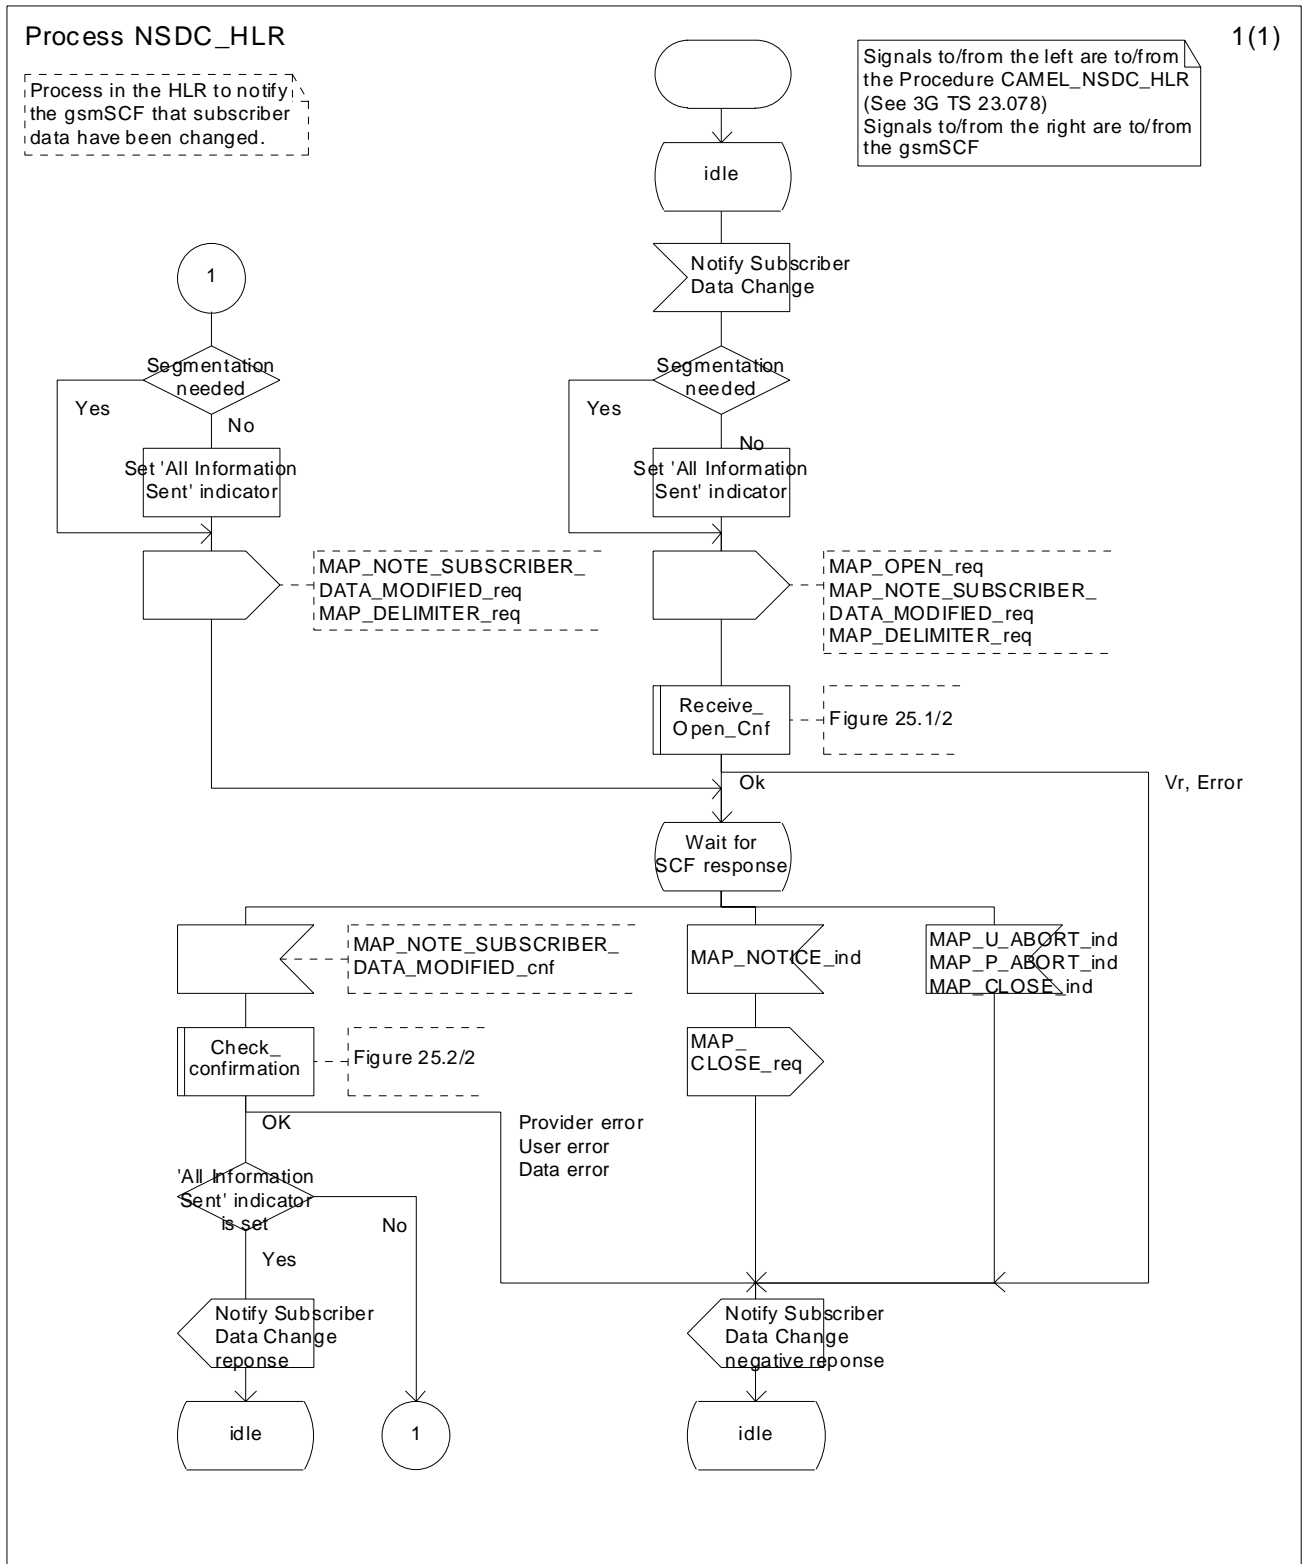 Process NSDC_HLR
1(1)
Process in the HLR to notify
the gsmSCF that subscriber
data have been changed.
Signals to/from the left are to/from
the Procedure CAMEL_NSDC_HLR
(See 3G TS 23.078)
Signals to/from the right are to/from
the gsmSCF
idle
Notify Subscriber
Data Change
1
Segmentation
needed
Yes
No
Set 'All Information
Sent' indicator
Segmentation
needed
Yes
No
Set 'All Information
Sent' indicator
MAP_NOTE_SUBSCRIBER_
DATA_MODIFIED_req
MAP_DELIMITER_req
MAP_OPEN_req
MAP_NOTE_SUBSCRIBER_
DATA_MODIFIED_req
MAP_DELIMITER_req
Receive_
Open_Cnf
Figure 25.1/2
Ok
Vr, Error
Wait for
SCF response
MAP_NOTE_SUBSCRIBER_
DATA_MODIFIED_cnf
MAP_NOTICE_ind
MAP_U_ABORT_ind
MAP_P_ABORT_ind
MAP_CLOSE_ind
Check_
confirmation
Figure 25.2/2
MAP_
CLOSE_req
OK
Provider error
User error
Data error
'All Information
Sent' indicator
is set
No
Yes
Notify Subscriber
Data Change
reponse
Notify Subscriber
Data Change
negative reponse
idle
1
idle